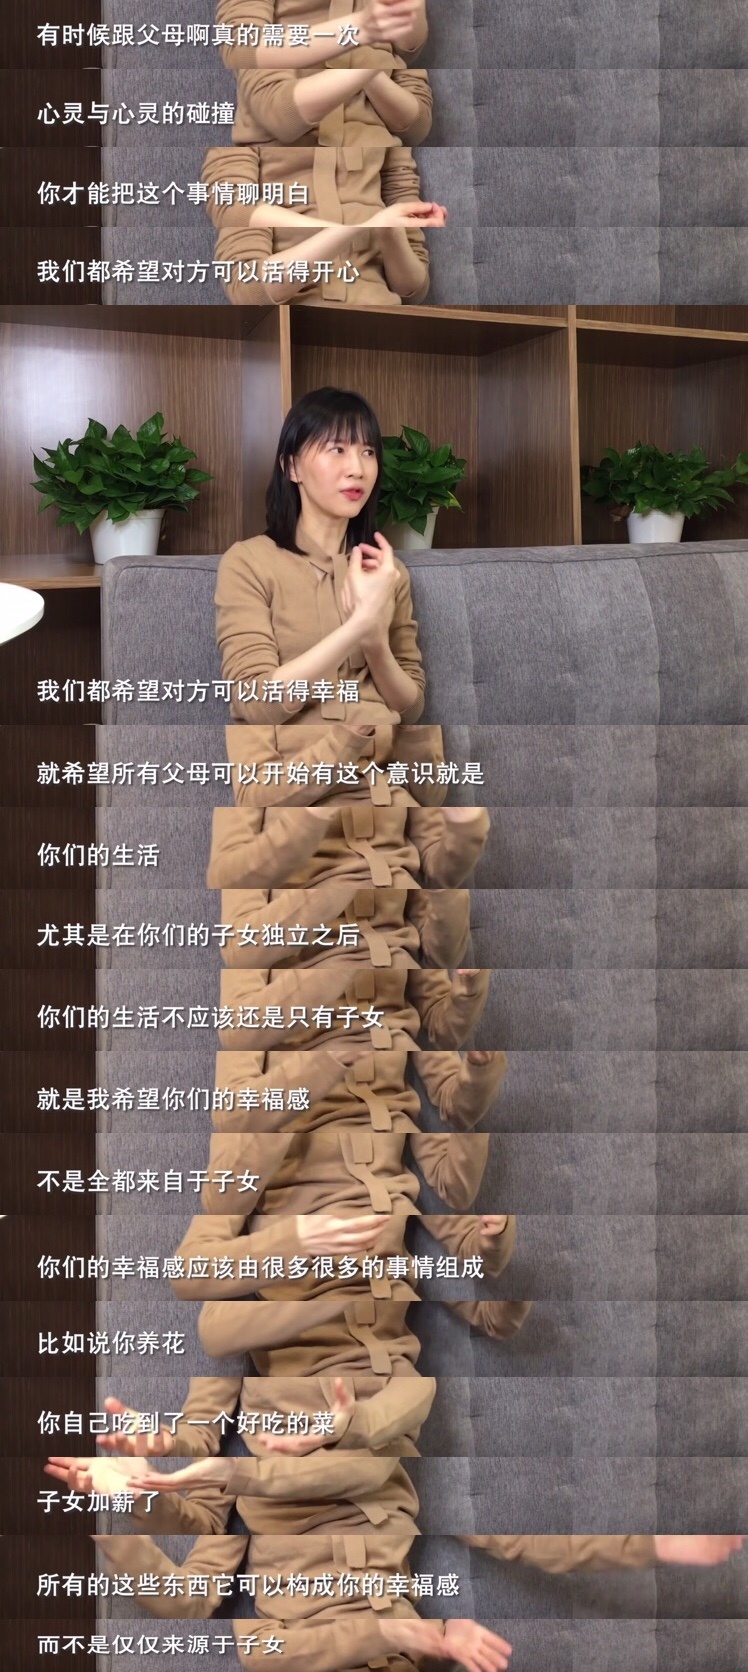 有时候跟父母啊真的需要一次
心灵与心灵的碰撞
你才能把这个事情聊明白
我们都希望对方可以活得开心
我们都希望对方可以活得幸福
就希望所有父母可以开始有这个意识就是
你们的生活
尤其是在你们的子女独立之后
你们的生活不应该还是只有子女
就是我希望你们的幸福感
不是全都来自于子女
你们的幸福感应该由很多很多的事情组成
比如说你养花
你自己吃到了一个好吃的菜
子女加薪了
所有的这些东西它可以构成你的幸福感
而不是仅仅来源于子女